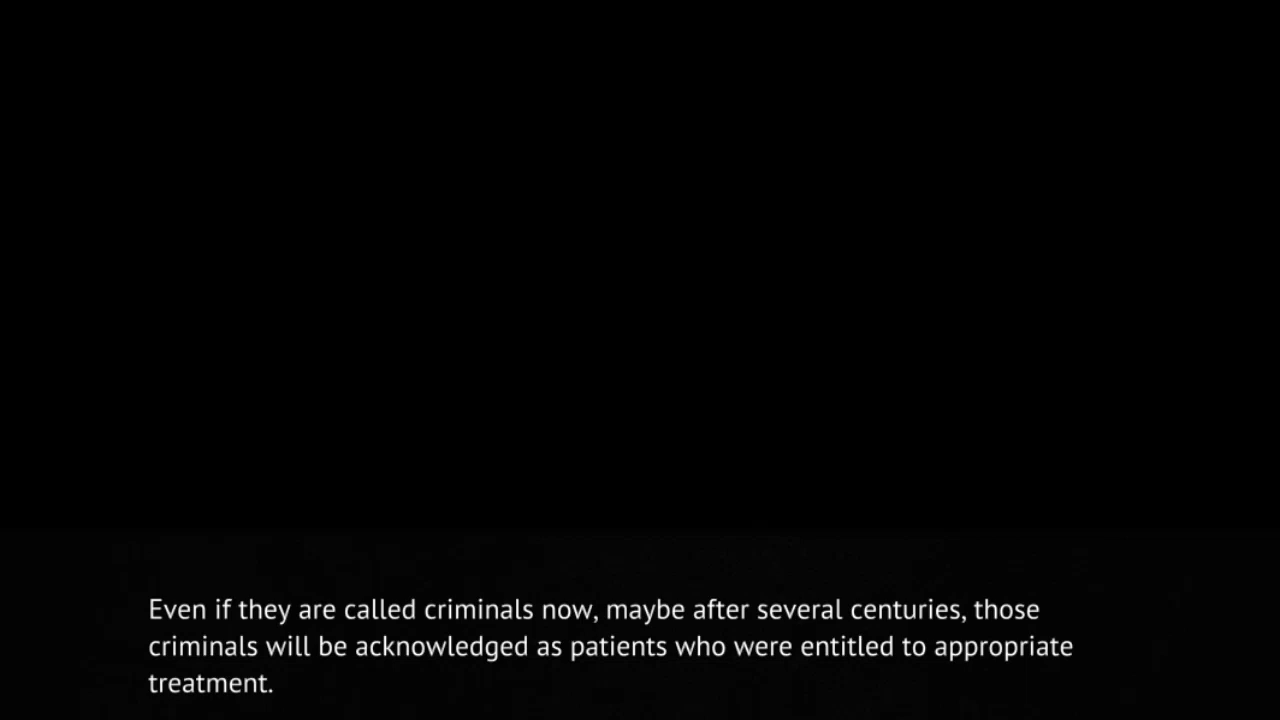 Even if they are called criminals now, maybe after several centuries, those
criminals will be acknowledged as patients who were entitled to appropriate
treatment.